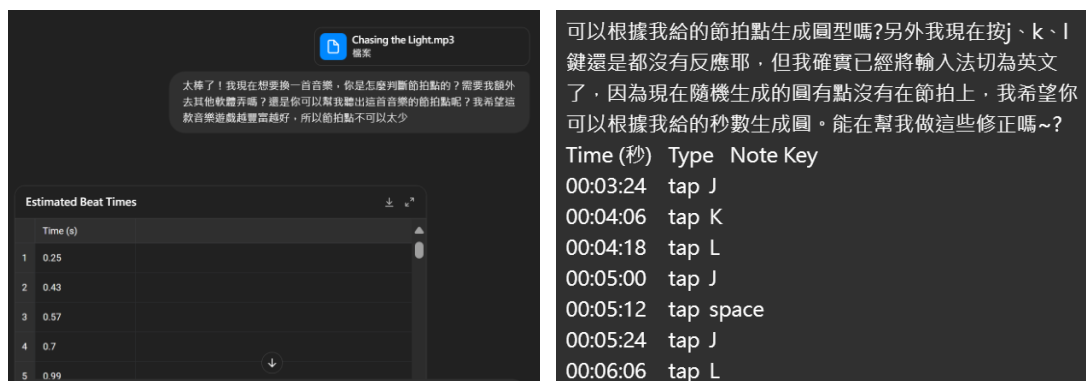 Chasing the Light.mp3
檔案
太棒了！我現在想要換一首音樂，你是怎麼判斷節拍點的？需要我額外
去其他軟體弄嗎？還是你可以幫我聽出這首音樂的節拍點呢？我希望這
款音樂遊戲越豐富越好，所以節拍點不可以太少
Estimated Beat Times
Time (s)
1 0.25
2 0.43
3 0.57
4 0.7
5 0.99
可以根據我給的節拍點生成圓型嗎?另外我現在按j、k、l
鍵還是都沒有反應耶，但我確實已經將輸入法切為英文
了，因為現在隨機生成的圓有點沒有在節拍上，我希望你
可以根據我給的秒數生成圓。能在幫我做這些修正嗎~?
Time (秒) Type Note Key
00:03:24 tap J
00:04:06 tap K
00:04:18 tap L
00:05:00 tap J
00:05:12 tap space
00:05:24 tap J
00:06:06 tap L